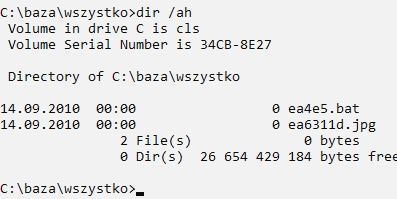 C:\baza\wszystko>dir /ah
Volume in drive C is cls
Volume Serial Number is 34CB-8E27
Directory of C:\baza\wszystko
14.09.2010  00:00                 0 ea4e5.bat
14.09.2010  00:00                 0 ea6311d.jpg
2 File(s)              0 bytes
0 Dir(s)  26 654 429 184 bytes free
C:\baza\wszystko>